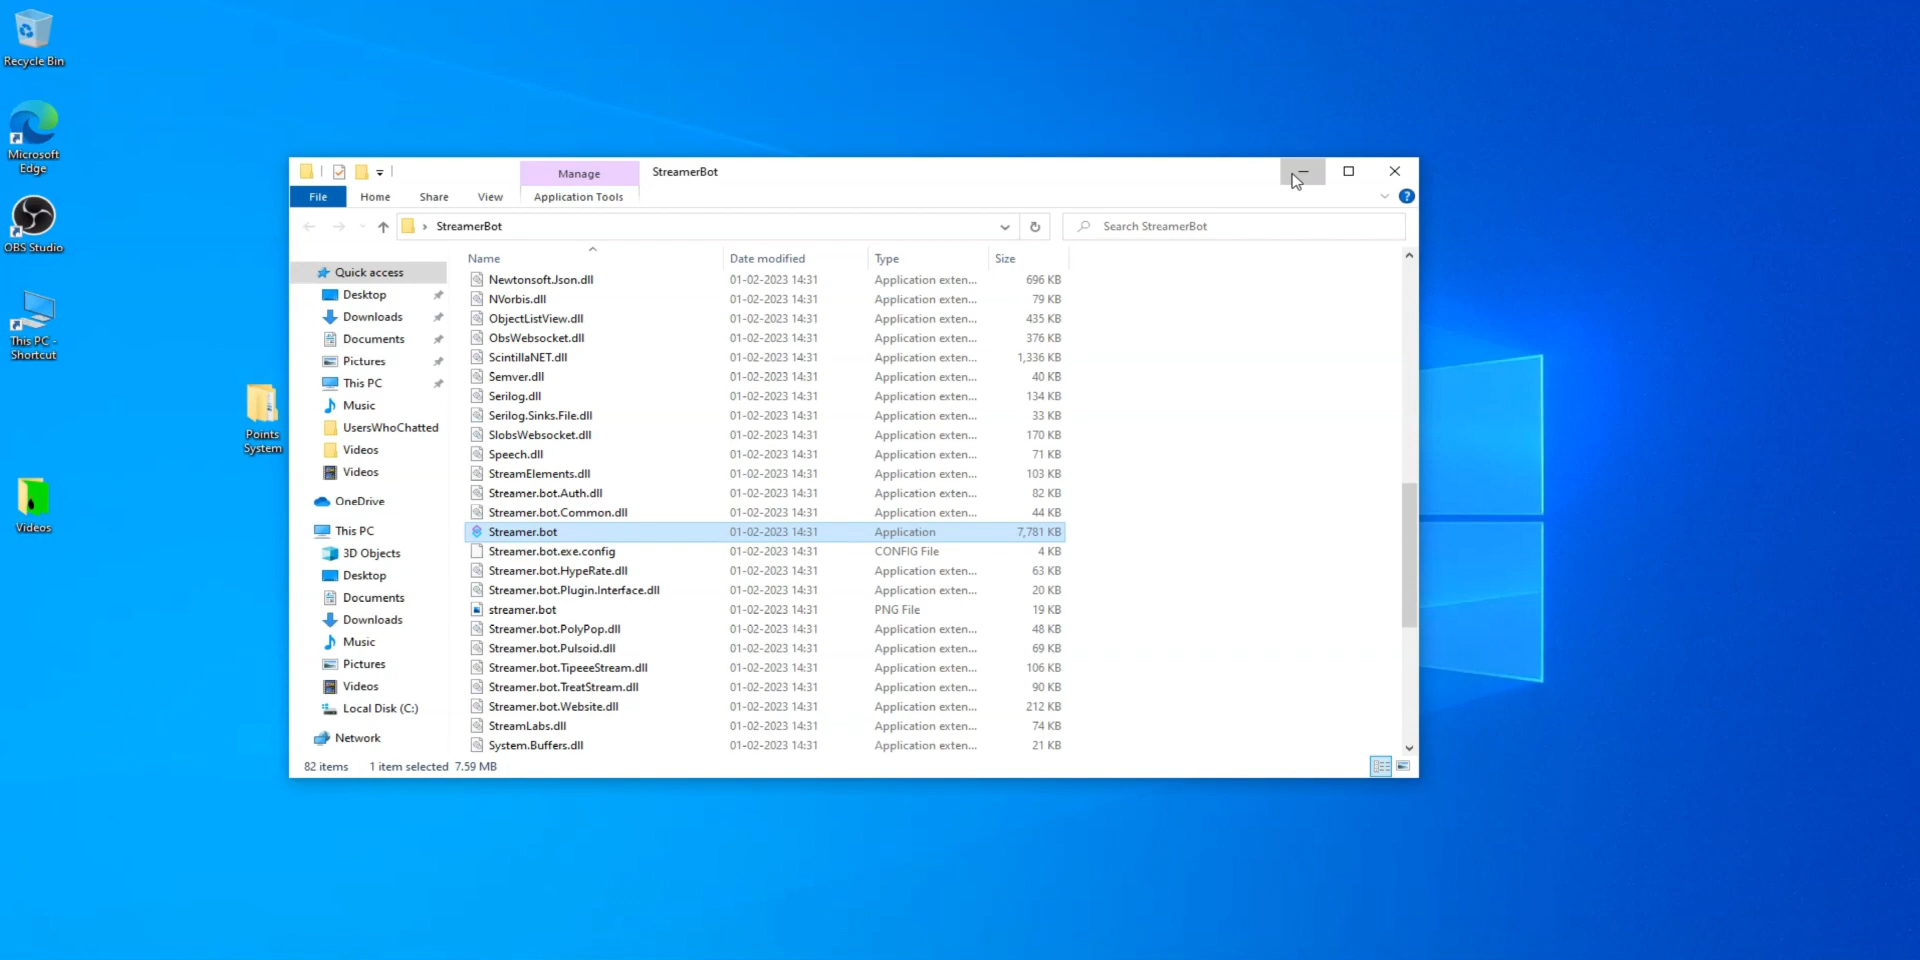 Recycle Bin
Microsoft
Edge
OBS Studio
This PC -
Shortcut
Points
System
Videos
Manage
StreamerBot
File
Home
Share
View
Application Tools
StreamerBot
Search StreamerBot
Quick access
Desktop
Downloads
Documents
Pictures
This PC
Music
UsersWhoChatted
Videos
Videos
OneDrive
This PC
3D Objects
Desktop
Documents
Downloads
Music
Pictures
Videos
Local Disk (C:)
Network
Name Date modified Type Size
Newtonsoft.Json.dll 01-02-2023 14:31 Application exten... 696 KB
NVorbis.dll 01-02-2023 14:31 Application exten... 79 KB
ObjectListView.dll 01-02-2023 14:31 Application exten... 435 KB
ObsWebsocket.dll 01-02-2023 14:31 Application exten... 376 KB
ScintillaNET.dll 01-02-2023 14:31 Application exten... 1,336 KB
Semver.dll 01-02-2023 14:31 Application exten... 40 KB
Serilog.dll 01-02-2023 14:31 Application exten... 134 KB
Serilog.Sinks.File.dll 01-02-2023 14:31 Application exten... 33 KB
SlobsWebsocket.dll 01-02-2023 14:31 Application exten... 170 KB
Speech.dll 01-02-2023 14:31 Application exten... 71 KB
StreamElements.dll 01-02-2023 14:31 Application exten... 103 KB
Streamer.bot.Auth.dll 01-02-2023 14:31 Application exten... 82 KB
Streamer.bot.Common.dll 01-02-2023 14:31 Application exten... 44 KB
Streamer.bot 01-02-2023 14:31 Application 7,781 KB
Streamer.bot.exe.config 01-02-2023 14:31 CONFIG File 4 KB
Streamer.bot.HypeRate.dll 01-02-2023 14:31 Application exten... 63 KB
Streamer.bot.Plugin.Interface.dll 01-02-2023 14:31 Application exten... 20 KB
streamer.bot 01-02-2023 14:31 PNG File 19 KB
Streamer.bot.PolyPop.dll 01-02-2023 14:31 Application exten... 48 KB
Streamer.bot.Pulsoid.dll 01-02-2023 14:31 Application exten... 69 KB
Streamer.bot.TipeeeStream.dll 01-02-2023 14:31 Application exten... 106 KB
Streamer.bot.TreatStream.dll 01-02-2023 14:31 Application exten... 90 KB
Streamer.bot.Website.dll 01-02-2023 14:31 Application exten... 212 KB
StreamLabs.dll 01-02-2023 14:31 Application exten... 74 KB
System.Buffers.dll 01-02-2023 14:31 Application exten... 21 KB
82 items 1 item selected 7.59 MB